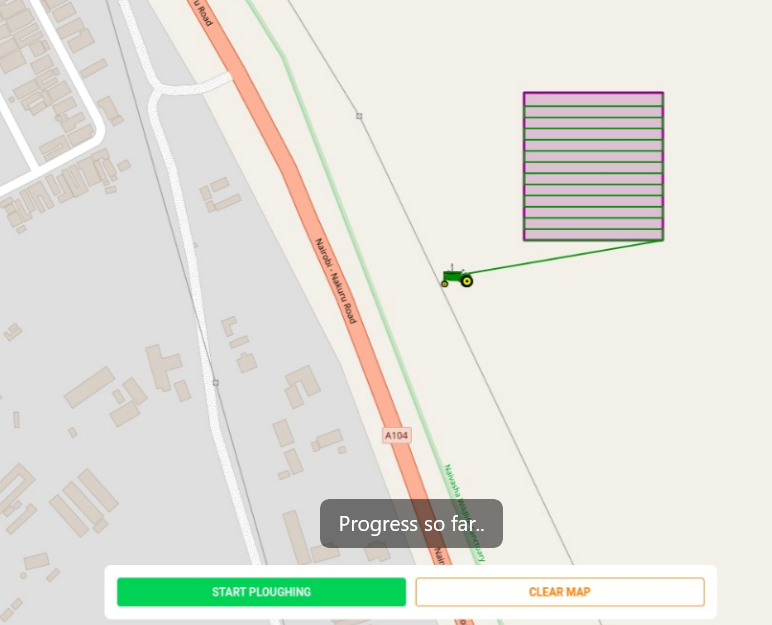 u Road
Nairobi - Nakuru Road
A104
Naivasha
Progress so far..
START PLOUGHING
CLEAR MAP